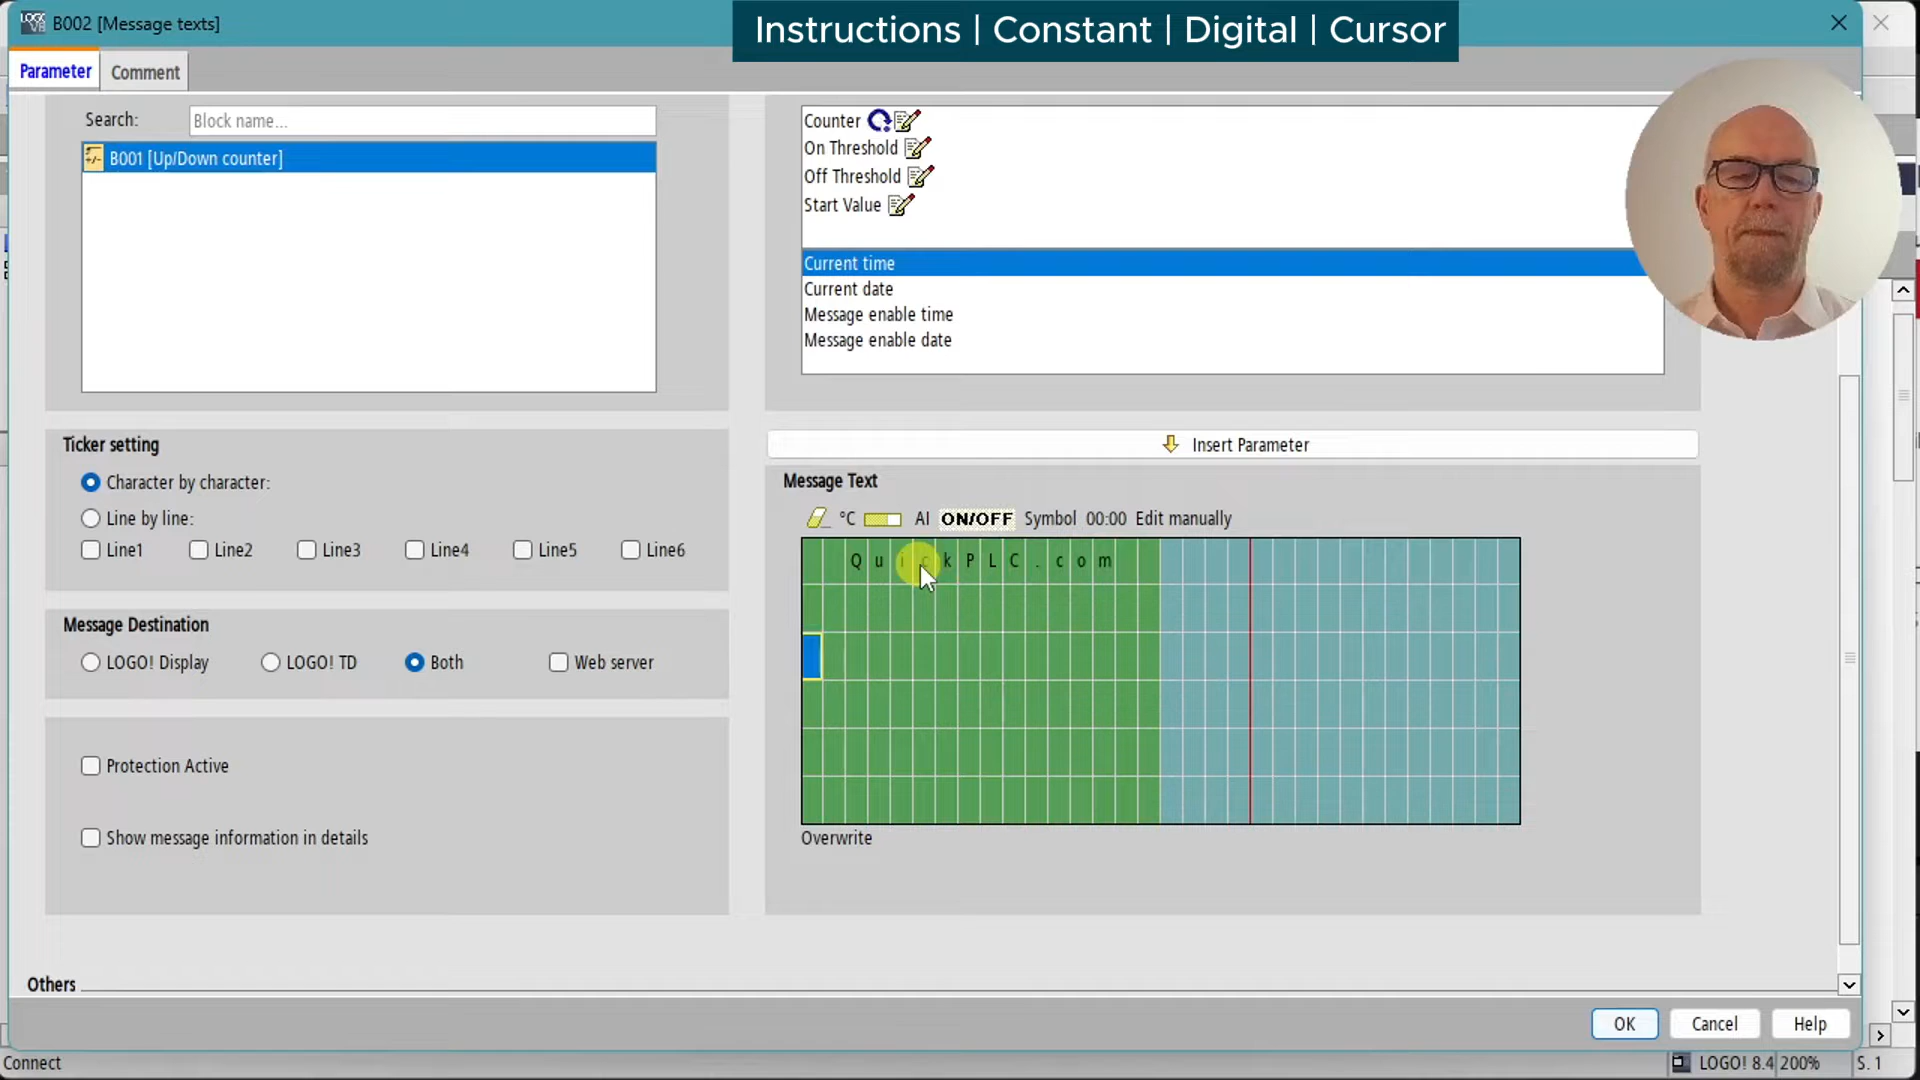 B002 [Message texts]
Instructions | Constant | Digital | Cursor
Parameter
Comment
Search:
Block name...
B001 [Up/Down counter]
Counter
On Threshold
Off Threshold
Start Value
Current time
Current date
Message enable time
Message enable date
Ticker setting
Character by character:
Line by line:
Line1 Line2 Line3 Line4 Line5 Line6
Insert Parameter
Message Text
°C AI ON/OFF Symbol 00:00 Edit manually
QuickPLC.com
Overwrite
Message Destination
LOGO! Display LOGO! TD Both Web server
Protection Active
Show message information in details
Others
OK Cancel Help
Connect
LOGO! 8.4 200% S. 1